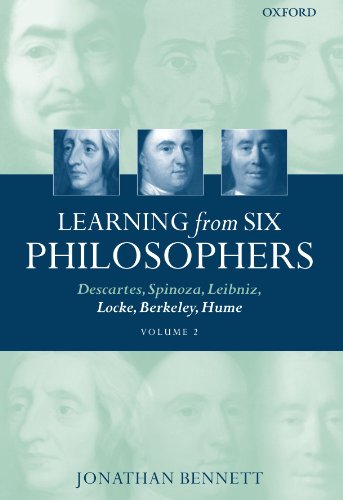 OXFORD
LEARNING from SIX
PHILOSOPHERS
Descartes, Spinoza, Leibniz,
Locke, Berkeley, Hume
VOLUME 2
JONATHAN BENNETT